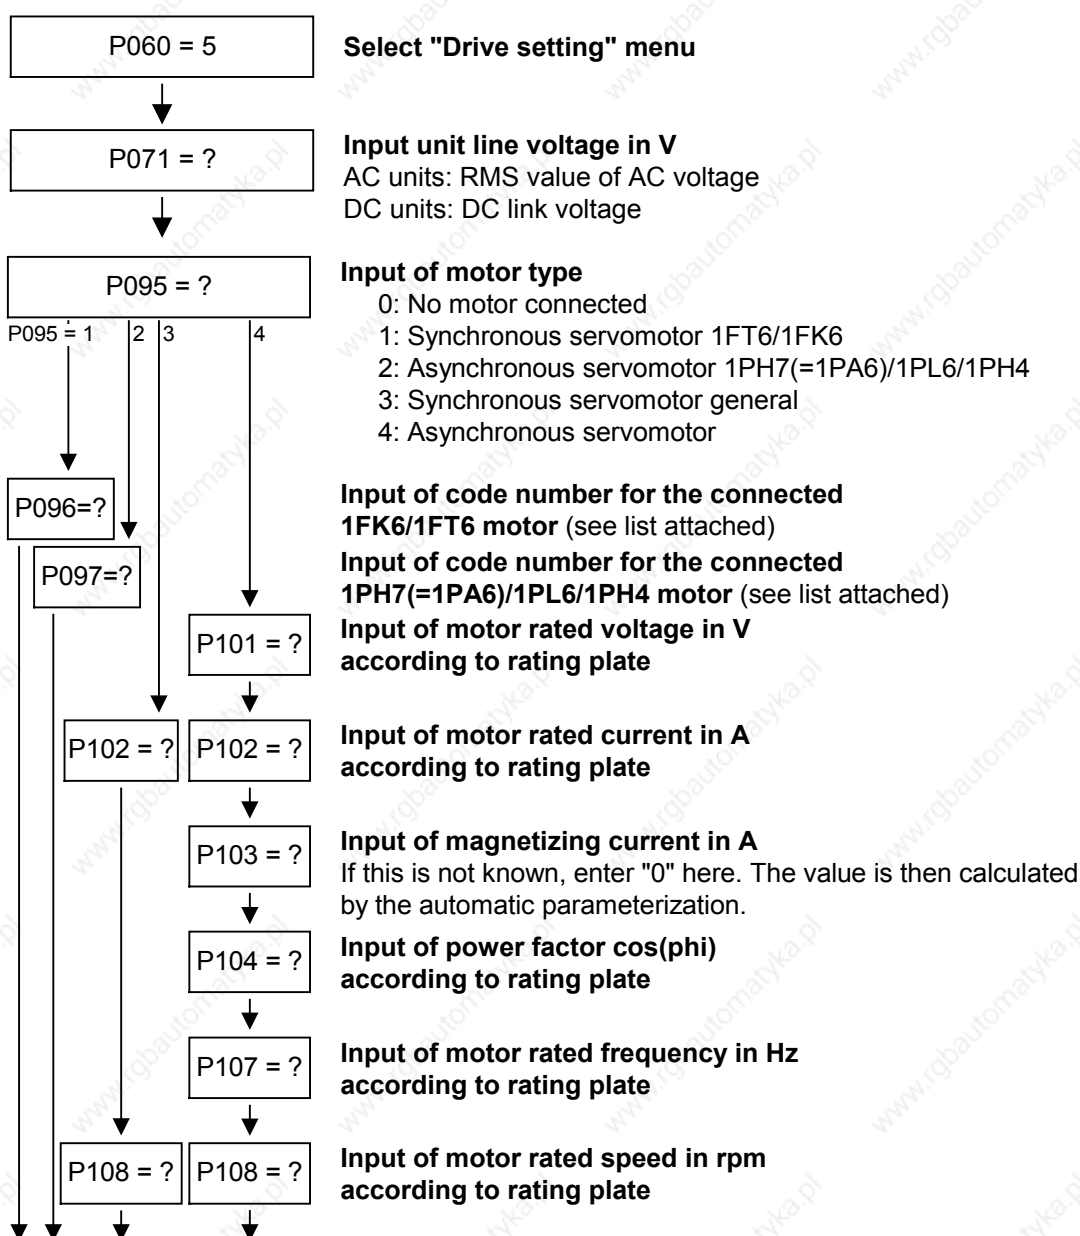 P060 = 5
Select "Drive setting" menu
P071 = ?
Input unit line voltage in V
AC units: RMS value of AC voltage
DC units: DC link voltage
P095 = ?
Input of motor type
0: No motor connected
1: Synchronous servomotor 1FT6/1FK6
2: Asynchronous servomotor 1PH7(=1PA6)/1PL6/1PH4
3: Synchronous servomotor general
4: Asynchronous servomotor
P095 = 1 2 3 4
P096=?
Input of code number for the connected
1FK6/1FT6 motor (see list attached)
P097=?
Input of code number for the connected
1PH7(=1PA6)/1PL6/1PH4 motor (see list attached)
P101 = ?
Input of motor rated voltage in V
according to rating plate
P102 = ? P102 = ?
Input of motor rated current in A
according to rating plate
P103 = ?
Input of magnetizing current in A
If this is not known, enter "0" here. The value is then calculated
by the automatic parameterization.
P104 = ?
Input of power factor cos(phi)
according to rating plate
P107 = ?
Input of motor rated frequency in Hz
according to rating plate
P108 = ? P108 = ?
Input of motor rated speed in rpm
according to rating plate
www.rgbautomatyka.pl